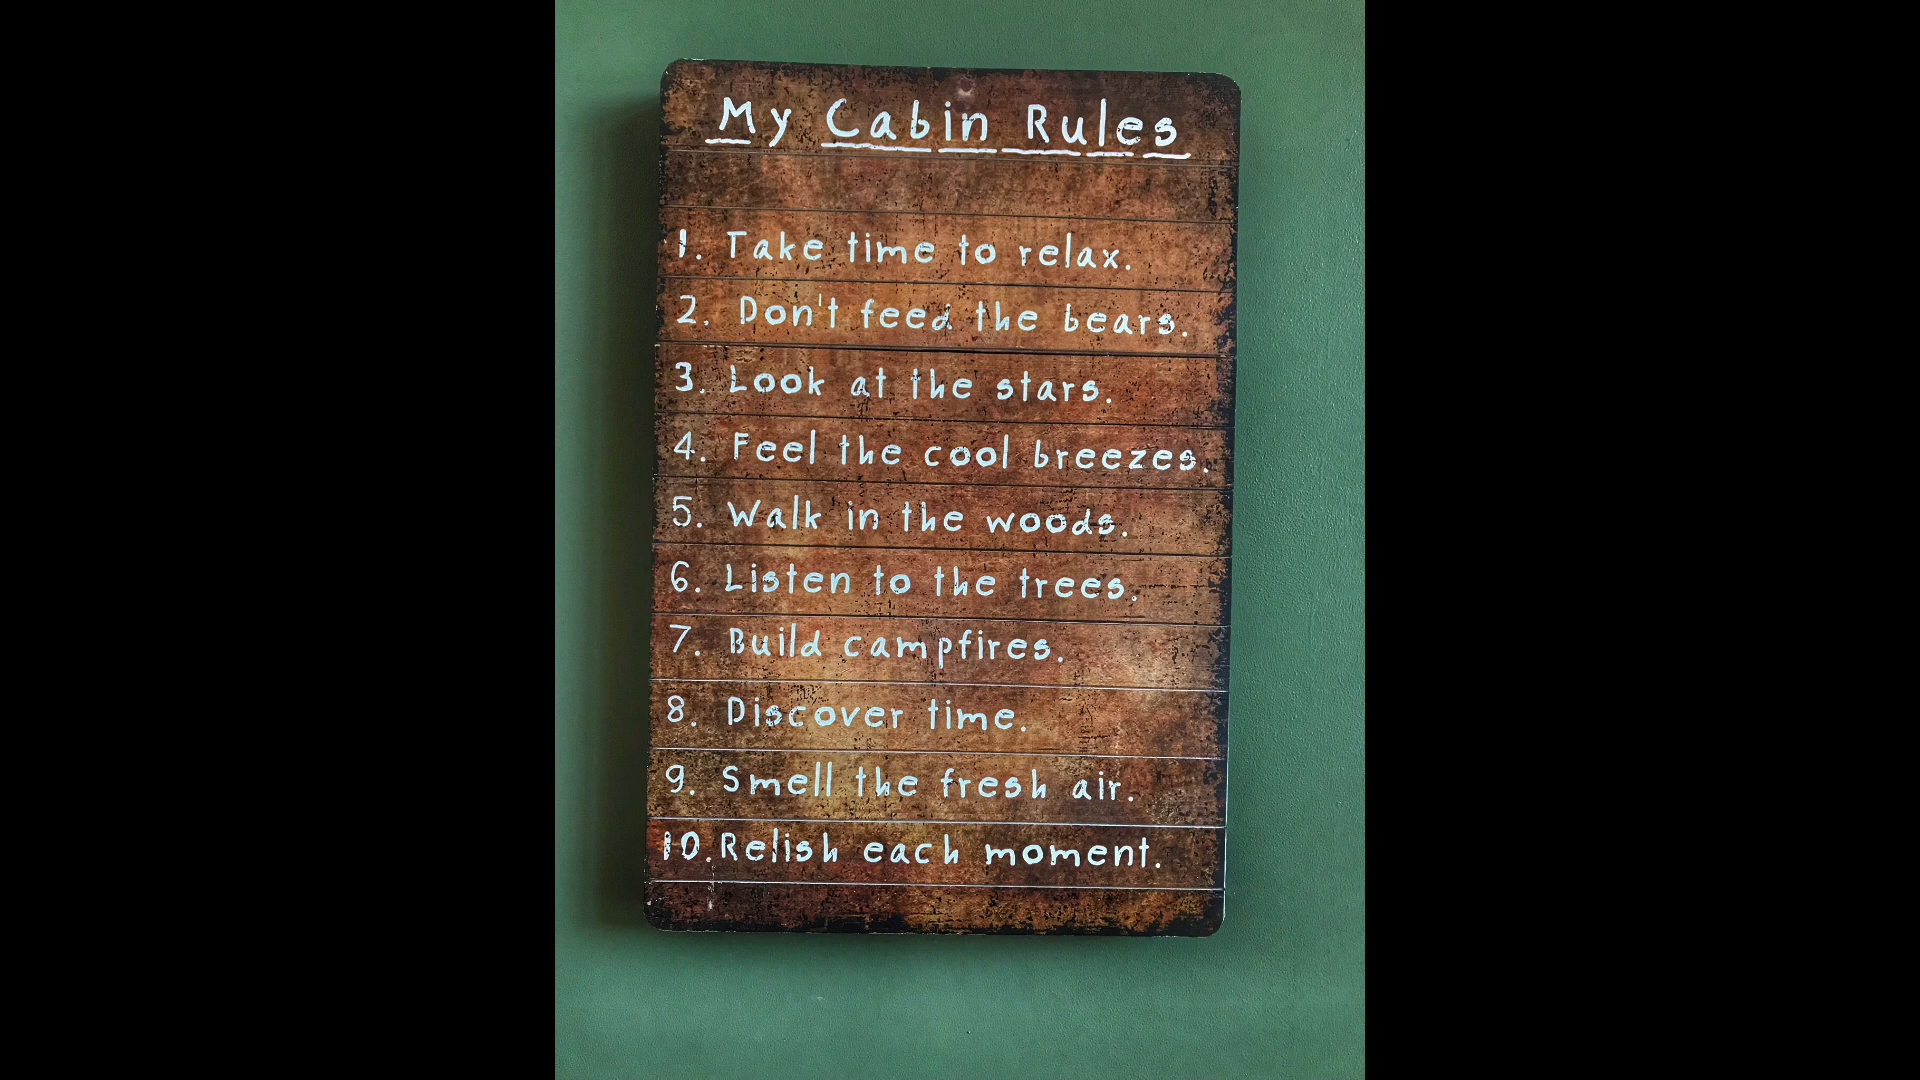 My Cabin Rules
1. Take time to relax.
2. Don't feed the bears.
3. Look at the stars.
4. Feel the cool breezes.
5. Walk in the woods.
6. Listen to the trees.
7. Build campfires.
8. Discover time.
9. Smell the fresh air.
10. Relish each moment.